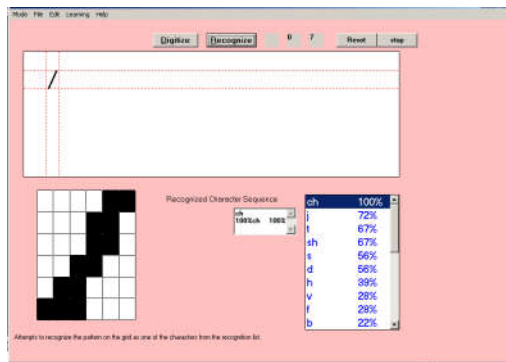 Mode File Edit Learning Help
Digitize Recognize 0 7 Reset stop
Recognized Character Sequence
ch
100%ch 100%
ch 100%
j 72%
t 67%
sh 67%
s 56%
d 56%
h 39%
v 28%
f 28%
b 22%
Attempts to recognize the pattern on the grid as one of the characters from the recognition list.